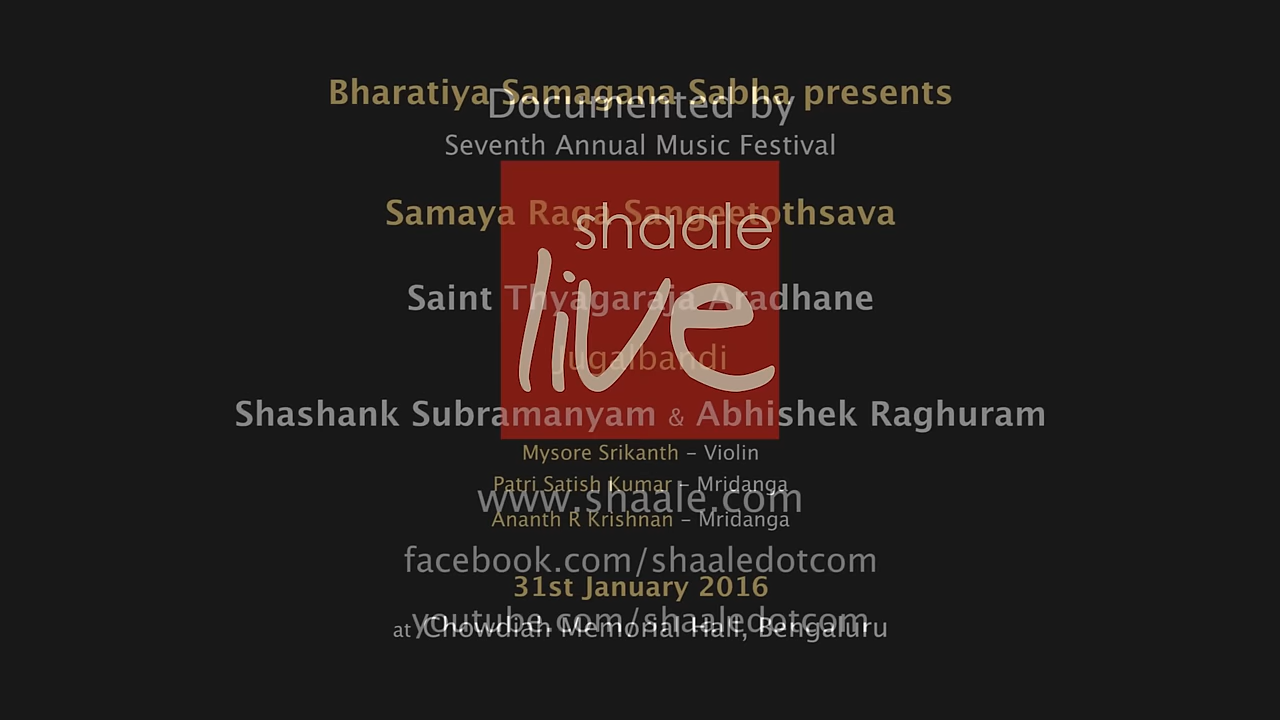 Bharatiya Samagana Sabha presents
Documented by
Seventh Annual Music Festival
Samaya Raga Sangeetothsava
shaale
live
Saint Thyagaraja Aradhane
Jugalbandi
Shashank Subramanyam & Abhishek Raghuram
Mysore Srikanth – Violin
Patri Satish Kumar – Mridanga
www.shaale.com
Ananth R Krishnan – Mridanga
facebook.com/shaaledotcom
31st January 2016
youtube.com/shaaledotcom
at Chowdiah Memorial Hall, Bengaluru